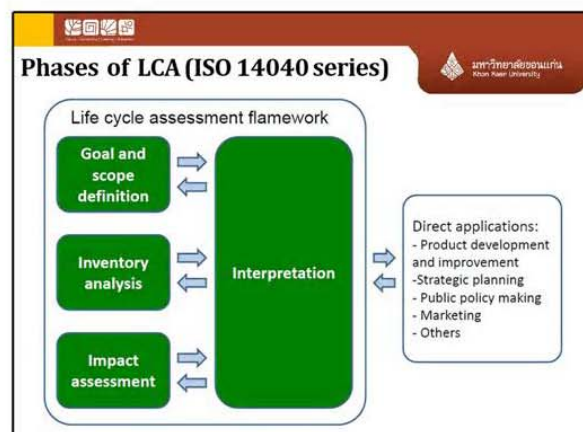 Phases of LCA (ISO 14040 series)
มหาวิทยาลัยขอนแก่น
Khon Kaen University
Life cycle assessment flamework
Goal and
scope
definition
Inventory
analysis
Impact
assessment
Interpretation
Direct applications:
- Product development
and improvement
-Strategic planning
- Public policy making
- Marketing
- Others